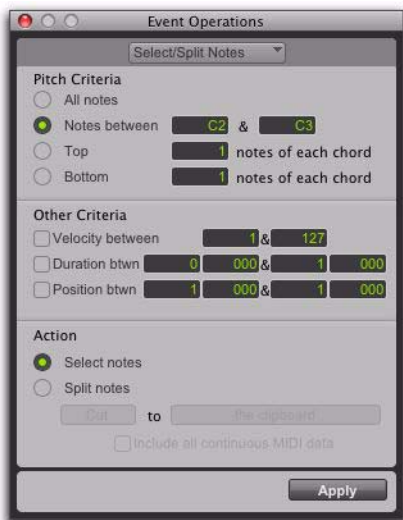 Event Operations
Select/Split Notes
Pitch Criteria
All notes
Notes between C2 & C3
Top 1 notes of each chord
Bottom 1 notes of each chord
Other Criteria
Velocity between 1 & 127
Duration btwn 0 000 & 1 000
Position btwn 1 000 & 1 000
Action
Select notes
Split notes
Cut to the clipboard
Include all continuous MIDI data
Apply